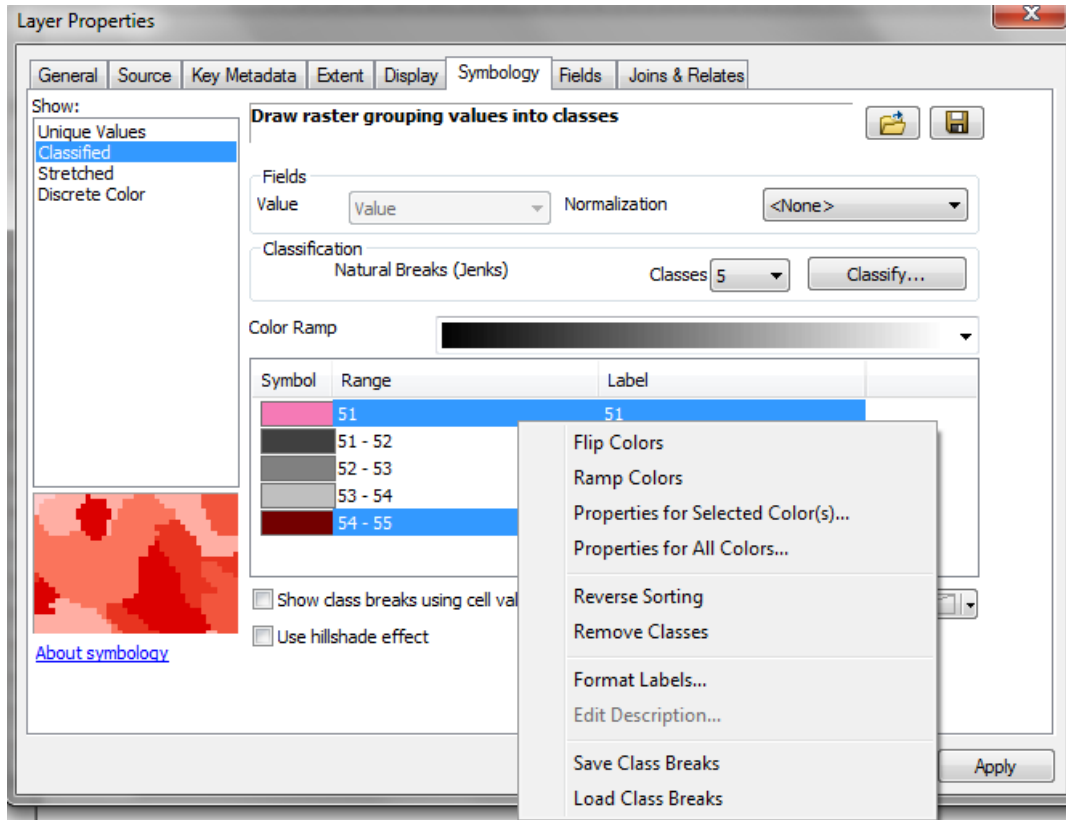 Layer Properties
General Source Key Metadata Extent Display Symbology Fields Joins & Relates
Show:
Unique Values
Classified
Stretched
Discrete Color
Draw raster grouping values into classes
Fields
Value Value Normalization <None>
Classification
Natural Breaks (Jenks) Classes 5 Classify...
Color Ramp
Symbol Range Label
51 51
51 - 52
52 - 53
53 - 54
54 - 55
Flip Colors
Ramp Colors
Properties for Selected Color(s)...
Properties for All Colors...
Reverse Sorting
Remove Classes
Format Labels...
Edit Description...
Save Class Breaks
Load Class Breaks
Show class breaks using cell val
Use hillshade effect
About symbology
Apply